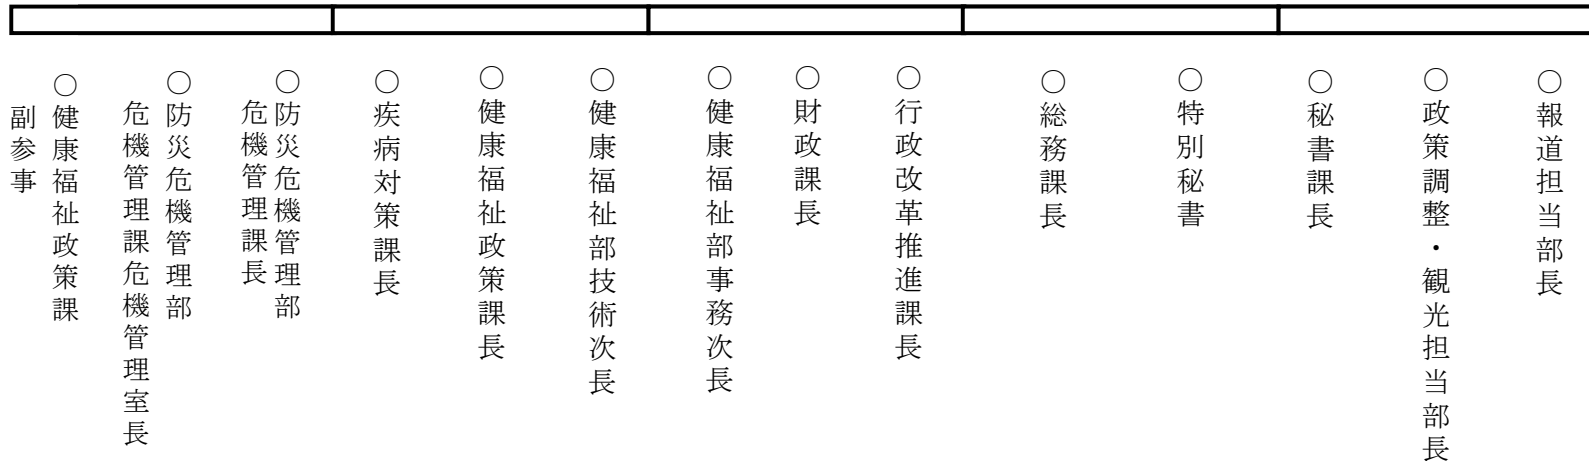 ○報道担当部長
○政策調整・観光担当部長
○秘書課長
○特別秘書
○総務課長
○行政改革推進課長
○財政課長
○健康福祉部事務次長
○健康福祉部技術次長
○健康福祉政策課長
○疾病対策課長
○防災危機管理部
危機管理課長
○防災危機管理部
危機管理課危機管理室長
○健康福祉政策課
副参事